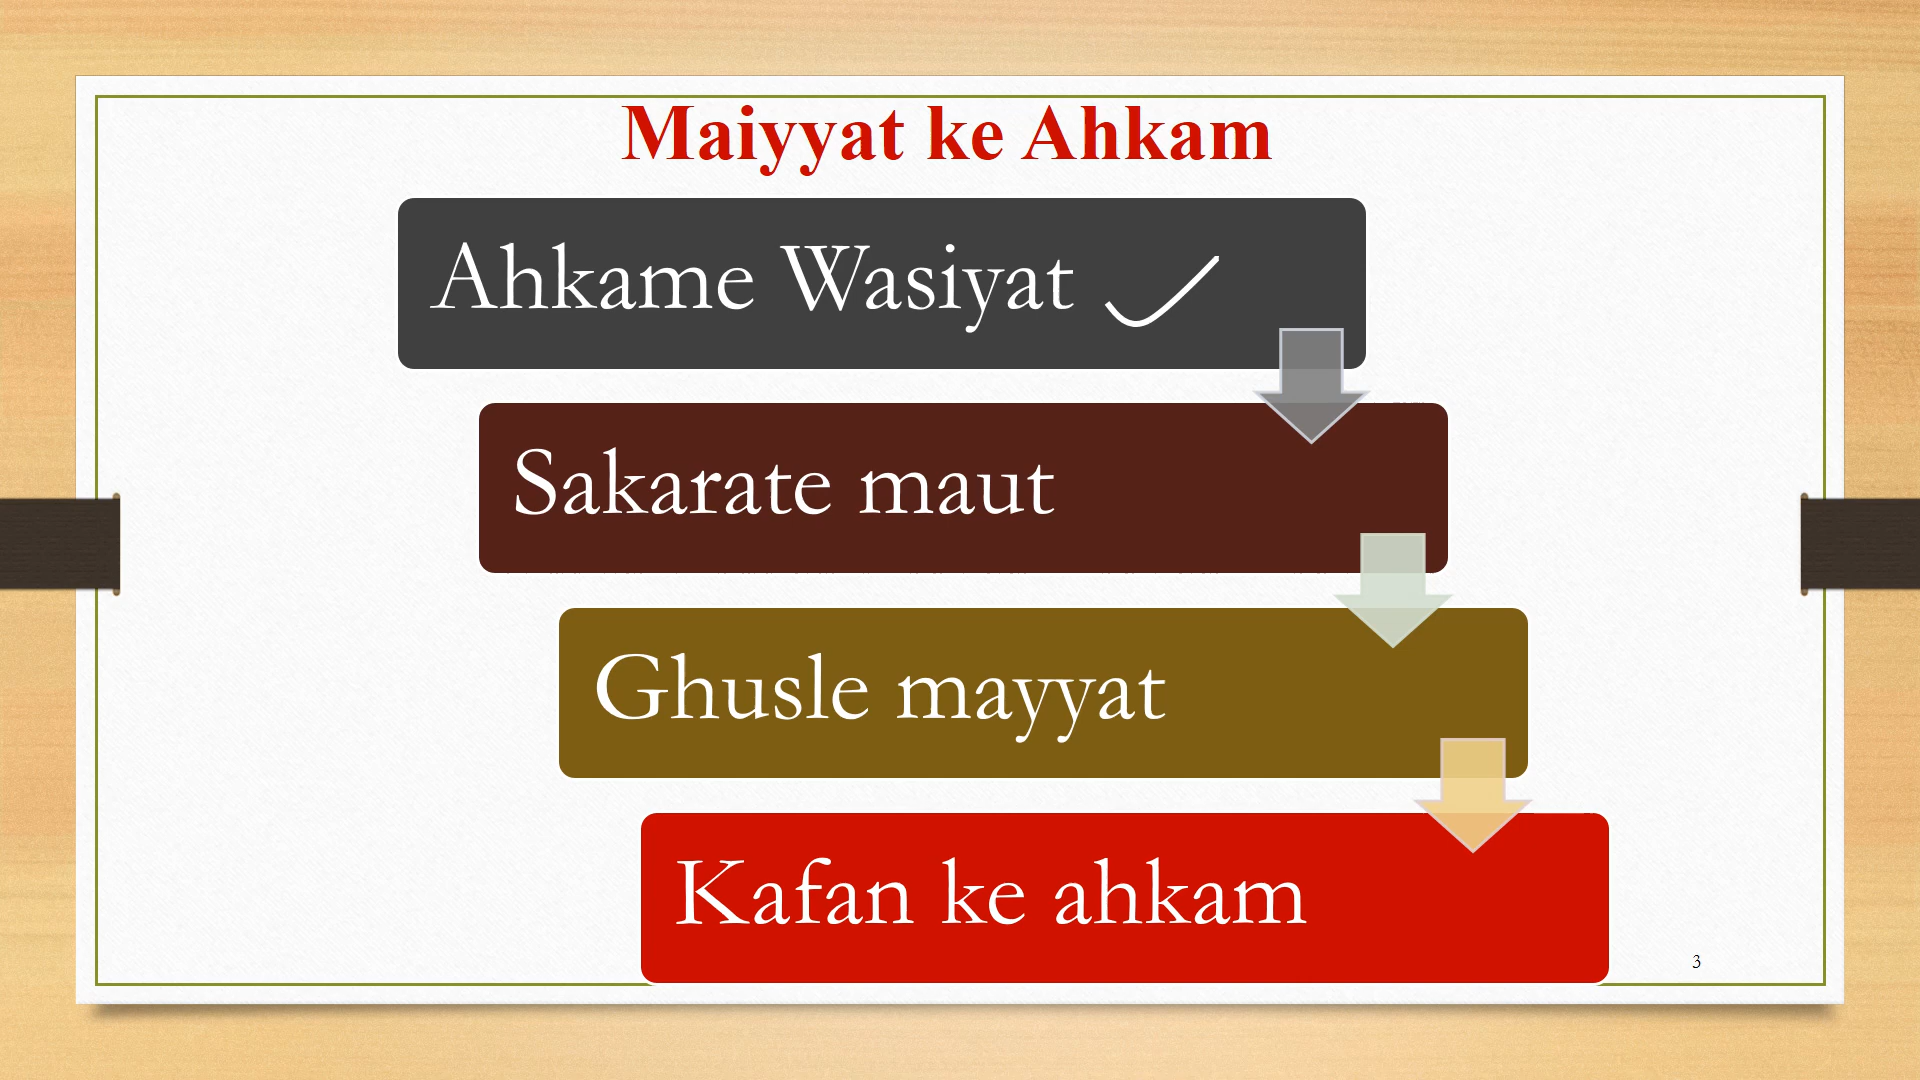 Maiyyat ke Ahkam
Ahkame Wasiyat
Sakarate maut
Ghusle mayyat
Kafan ke ahkam
3